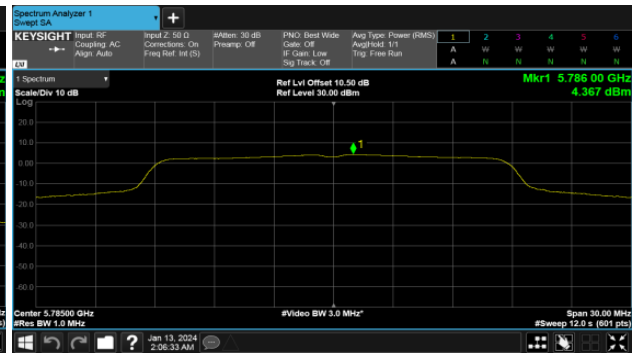 Spectrum Analyzer 1
Swept SA
+
KEYSIGHT Input: RF Input Z: 50 Ω #Atten: 30 dB PNO: Best Wide Avg Type: Power (RMS) 1 2 3 4 5 6
Coupling: AC Corrections: On Preamp: Off Gate: Off Avg|Hold: 1/1 A W W W W W
Align: Auto Freq Ref: Int (S) IF Gain: Low Trig: Free Run
Sig Track: Off A N N N N N
LXI
1 Spectrum
Scale/Div 10 dB
Ref Lvl Offset 10.50 dB
Ref Level 30.00 dBm
Mkr1 5.786 00 GHz
4.367 dBm
Log
20.0
10.0
1
0.00
-10.0
-20.0
-30.0
-40.0
-50.0
-60.0
Center 5.78500 GHz #Video BW 3.0 MHz* Span 30.00 MHz
#Res BW 1.0 MHz #Sweep 12.0 s (601 pts)
? Jan 13, 2024
2:06:33 AM